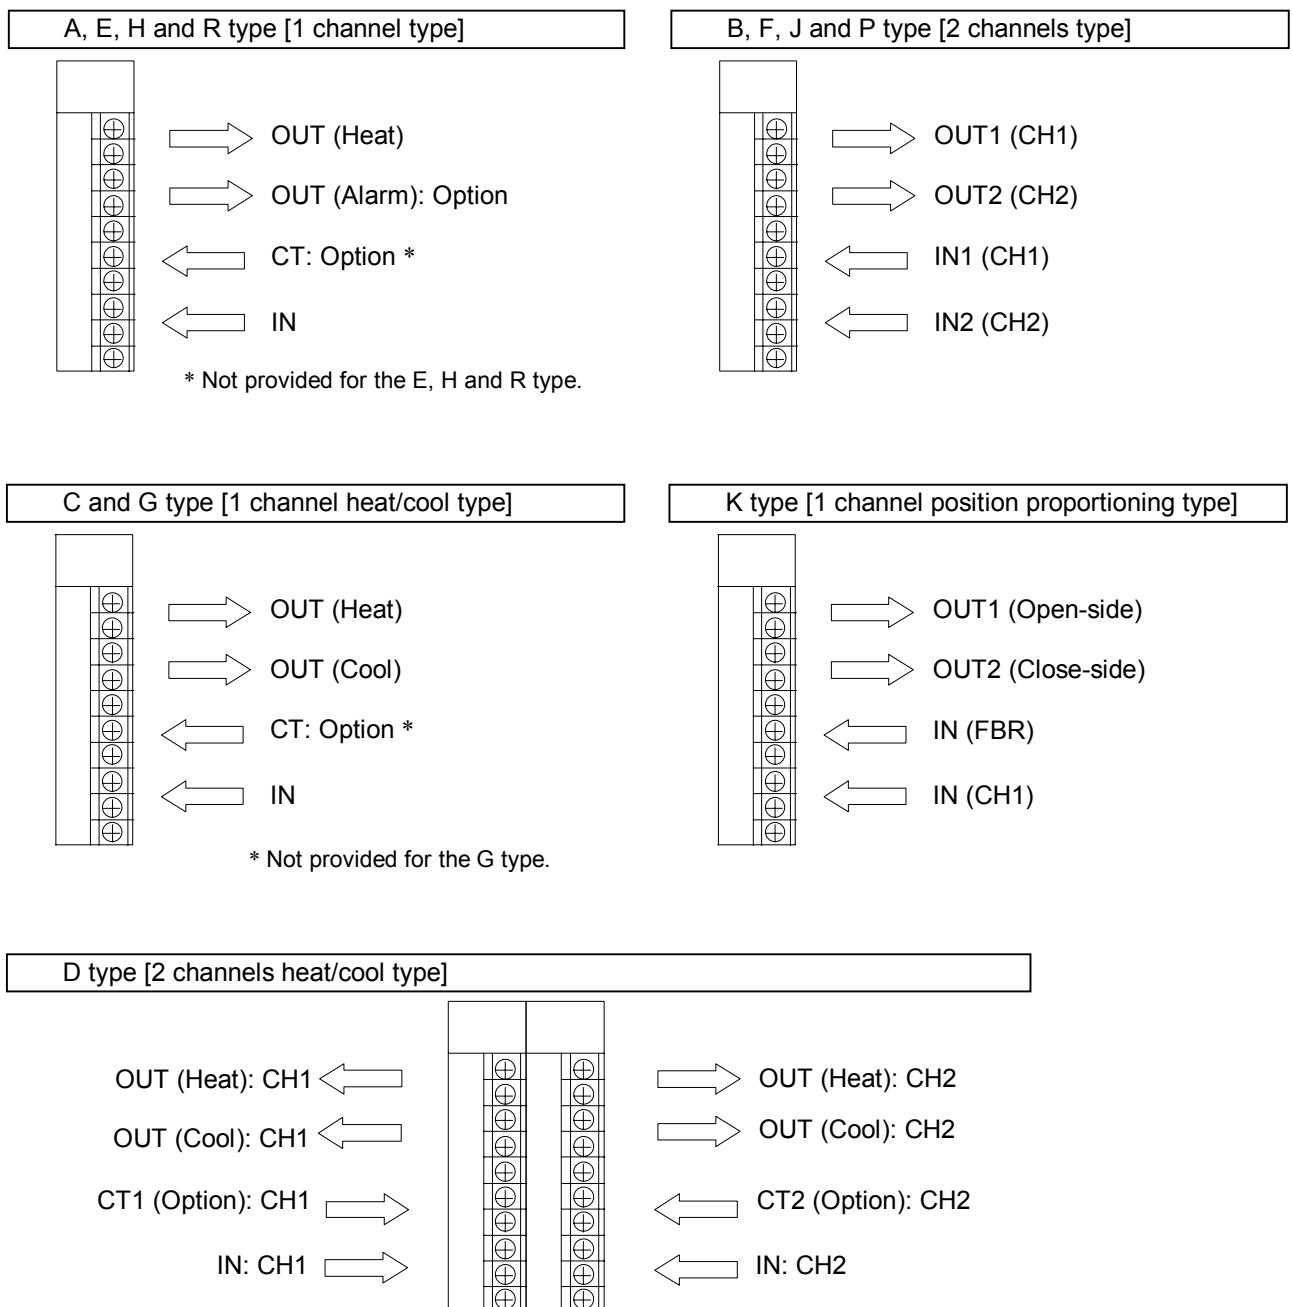 A, E, H and R type [1 channel type]
OUT (Heat)
OUT (Alarm): Option
CT: Option *
IN
* Not provided for the E, H and R type.
B, F, J and P type [2 channels type]
OUT1 (CH1)
OUT2 (CH2)
IN1 (CH1)
IN2 (CH2)
C and G type [1 channel heat/cool type]
OUT (Heat)
OUT (Cool)
CT: Option *
IN
* Not provided for the G type.
K type [1 channel position proportioning type]
OUT1 (Open-side)
OUT2 (Close-side)
IN (FBR)
IN (CH1)
D type [2 channels heat/cool type]
OUT (Heat): CH1
OUT (Cool): CH1
CT1 (Option): CH1
IN: CH1
OUT (Heat): CH2
OUT (Cool): CH2
CT2 (Option): CH2
IN: CH2